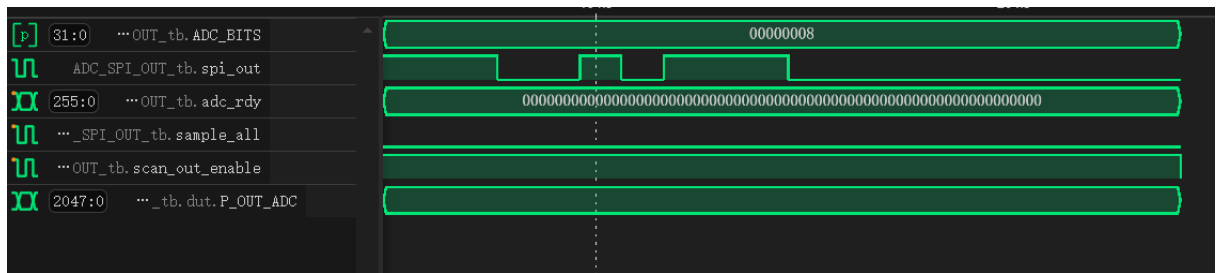 [p] 31:0 ···OUT_tb.ADC_BITS 00000008
ADC_SPI_OUT_tb.spi_out
255:0 ···OUT_tb.adc_rdy 0000000000000000000000000000000000000000000000000000000000000000
···_SPI_OUT_tb.sample_all
···OUT_tb.scan_out_enable
2047:0 ···_tb.dut.P_OUT_ADC